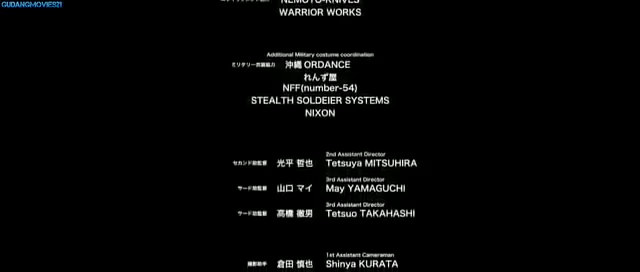 GUDANGMOVIES21
NEMOTO-KNIVES
WARRIOR WORKS
Additional Military costume coordination
ミリタリー衣装協力 沖縄 ORDANCE
れんず屋
NFF(number-54)
STEALTH SOLDEIER SYSTEMS
NIXON
2nd Assistant Director
セカンド助監督 光平 哲也 Tetsuya MITSUHIRA
3rd Assistant Director
サード助監督 山口 マイ May YAMAGUCHI
3rd Assistant Director
サード助監督 高橋 徹男 Tetsuo TAKAHASHI
1st Assistant Cameraman
撮影助手 倉田 慎也 Shinya KURATA